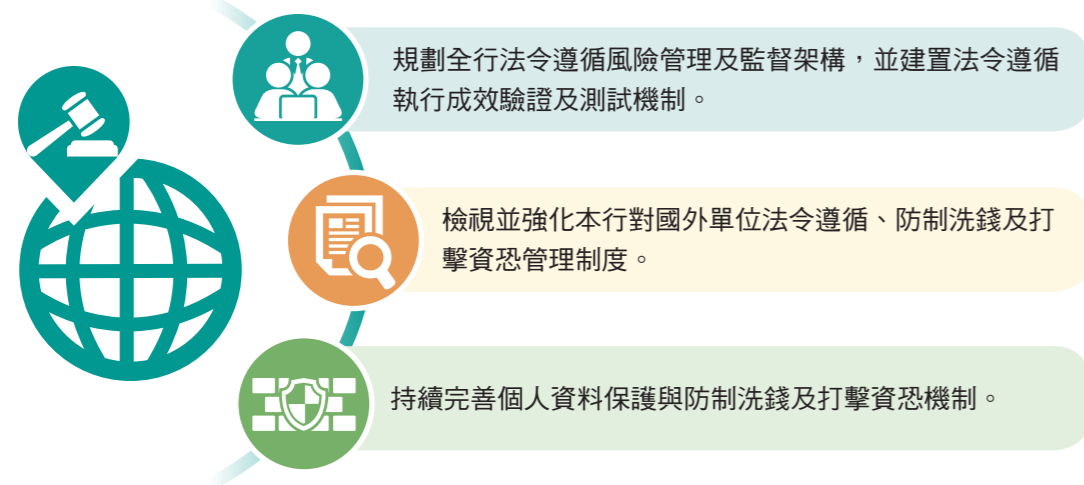 規劃全行法令遵循風險管理及監督架構，並建置法令遵循
執行成效驗證及測試機制。
檢視並強化本行對國外單位法令遵循、防制洗錢及打
擊資恐管理制度。
持續完善個人資料保護與防制洗錢及打擊資恐機制。